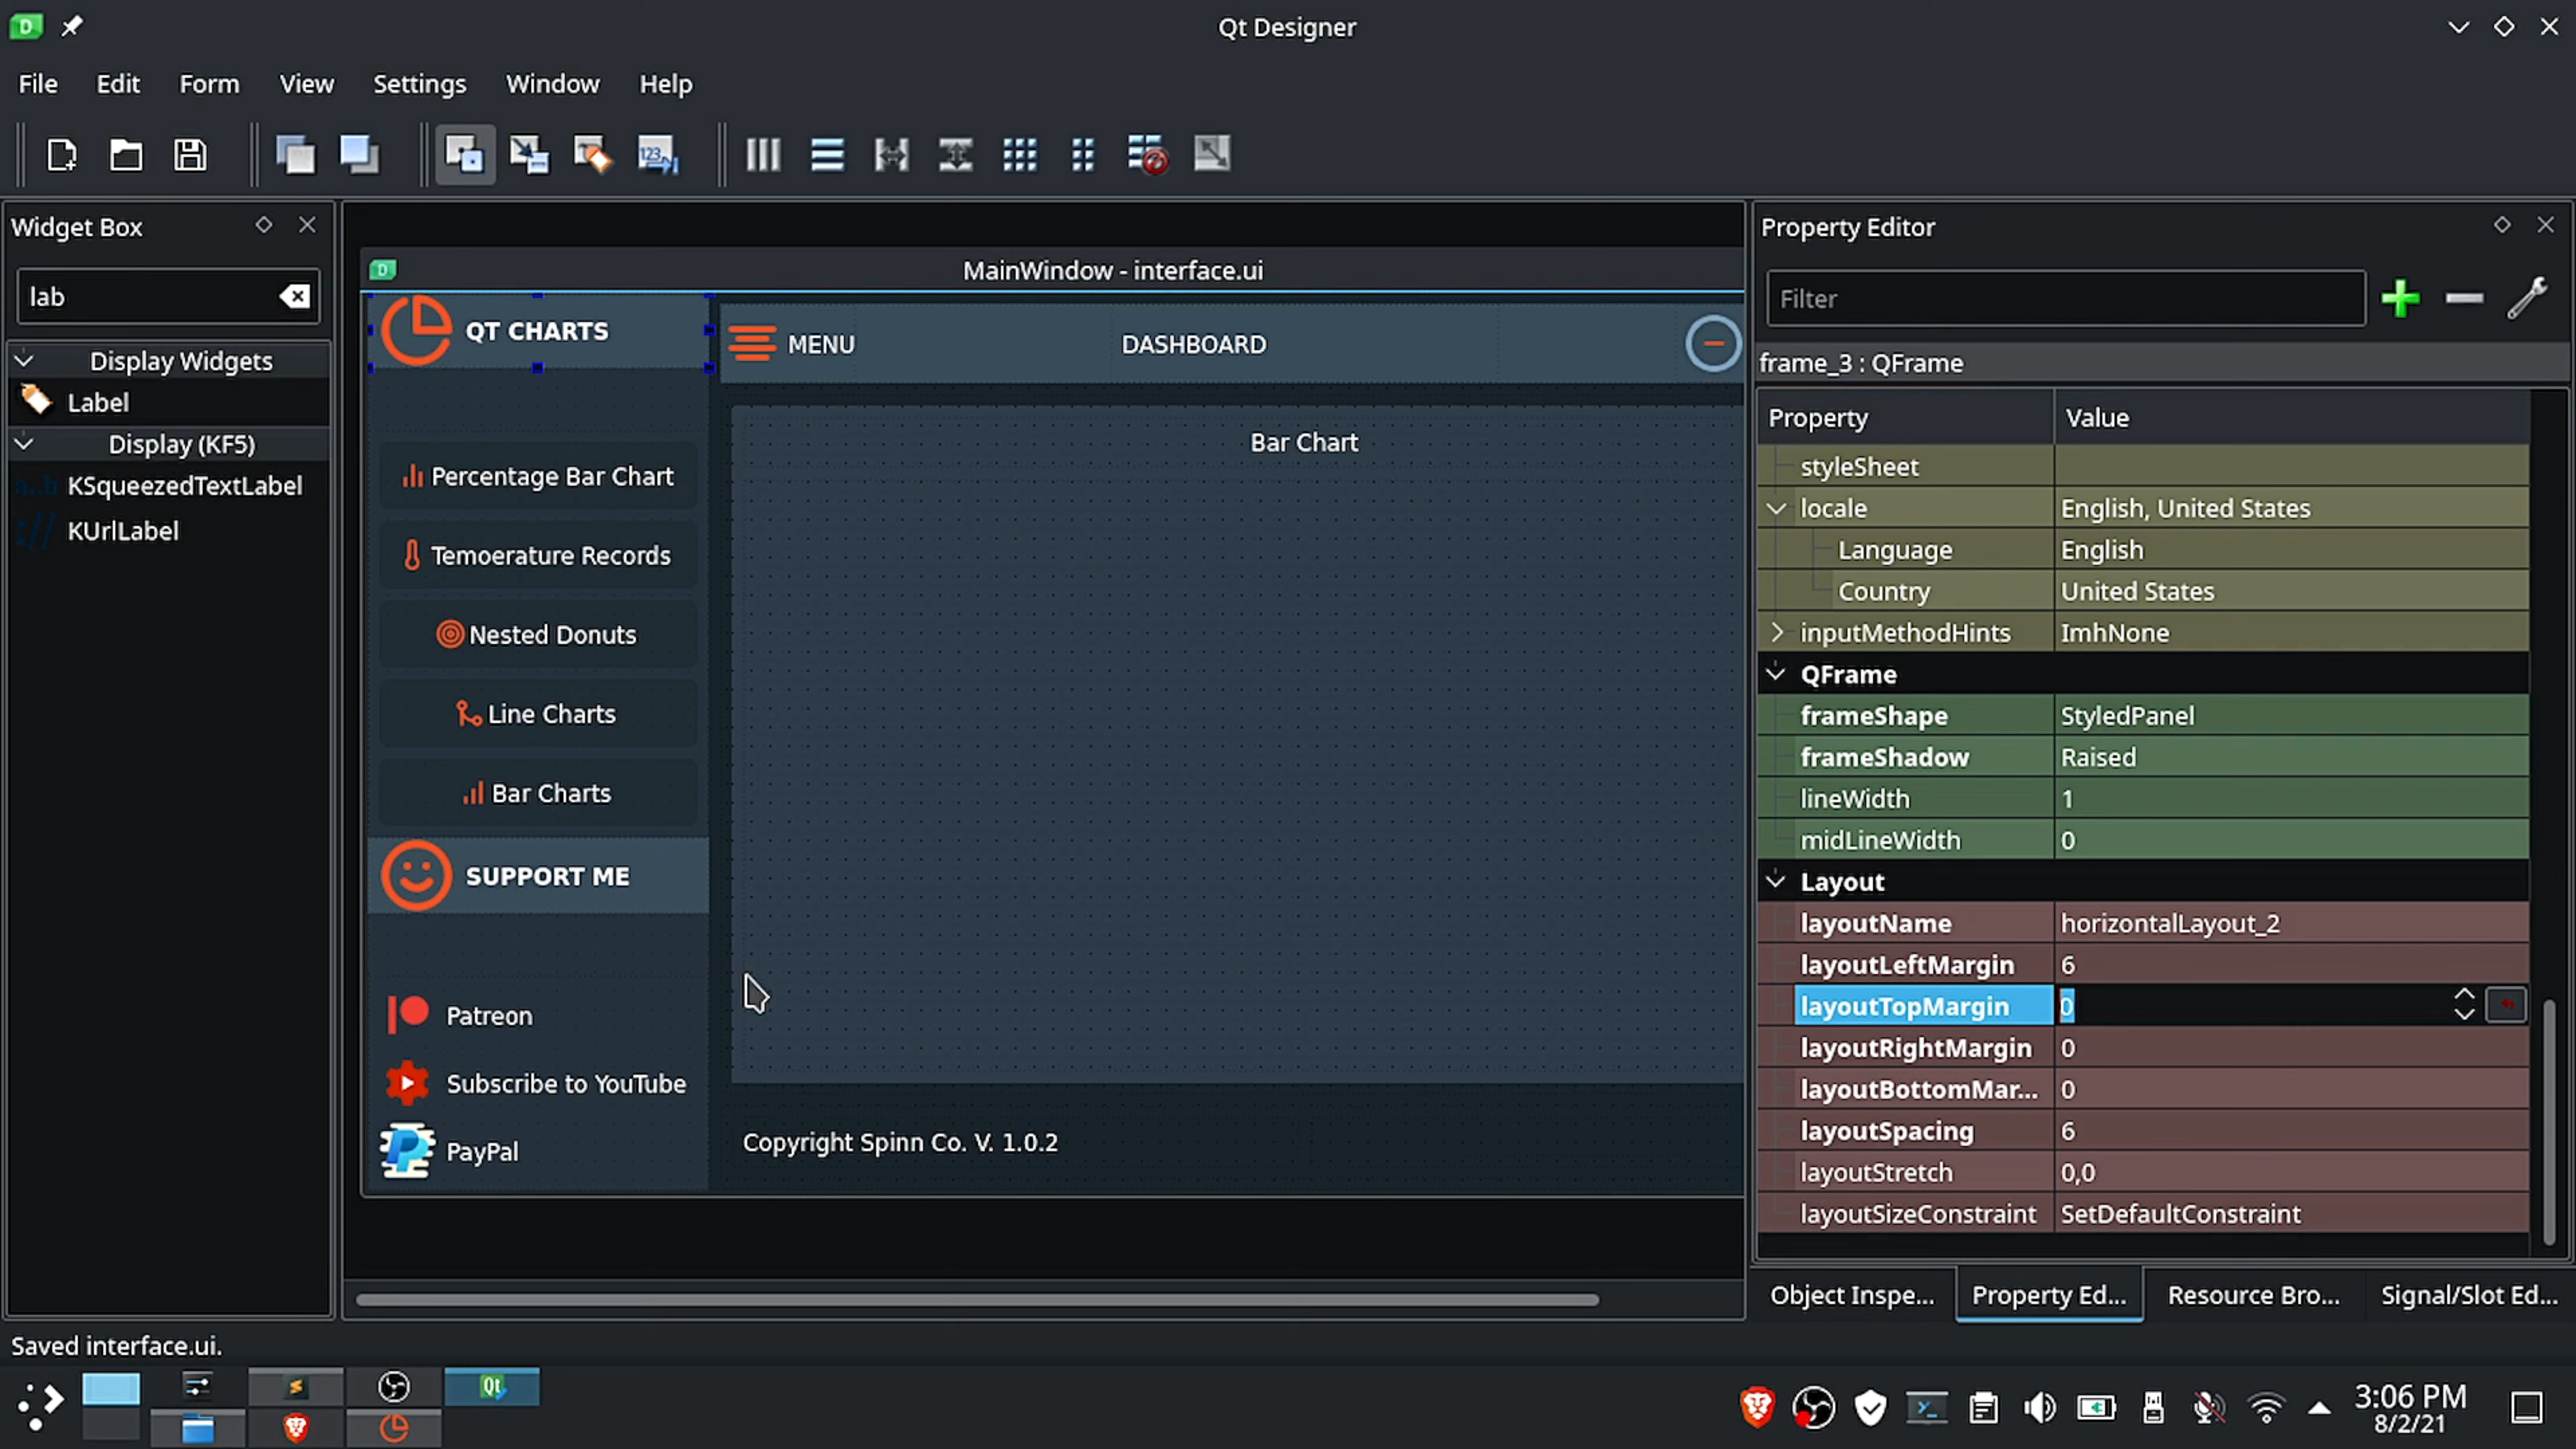 Qt Designer
File Edit Form View Settings Window Help
Widget Box
lab
Display Widgets
Label
Display (KF5)
KSqueezedTextLabel
KUrlLabel
MainWindow - interface.ui
QT CHARTS
MENU
DASHBOARD
Bar Chart
Percentage Bar Chart
Temoerature Records
Nested Donuts
Line Charts
Bar Charts
SUPPORT ME
Patreon
Subscribe to YouTube
PayPal
Copyright Spinn Co. V. 1.0.2
Property Editor
Filter
frame_3 : QFrame
Property Value
styleSheet
locale English, United States
Language English
Country United States
inputMethodHints ImhNone
QFrame
frameShape StyledPanel
frameShadow Raised
lineWidth 1
midLineWidth 0
Layout
layoutName horizontalLayout_2
layoutLeftMargin 6
layoutTopMargin 0
layoutRightMargin 0
layoutBottomMar... 0
layoutSpacing 6
layoutStretch 0,0
layoutSizeConstraint SetDefaultConstraint
Object Inspe... Property Ed... Resource Bro... Signal/Slot Ed...
Saved interface.ui.
3:06 PM
8/2/21